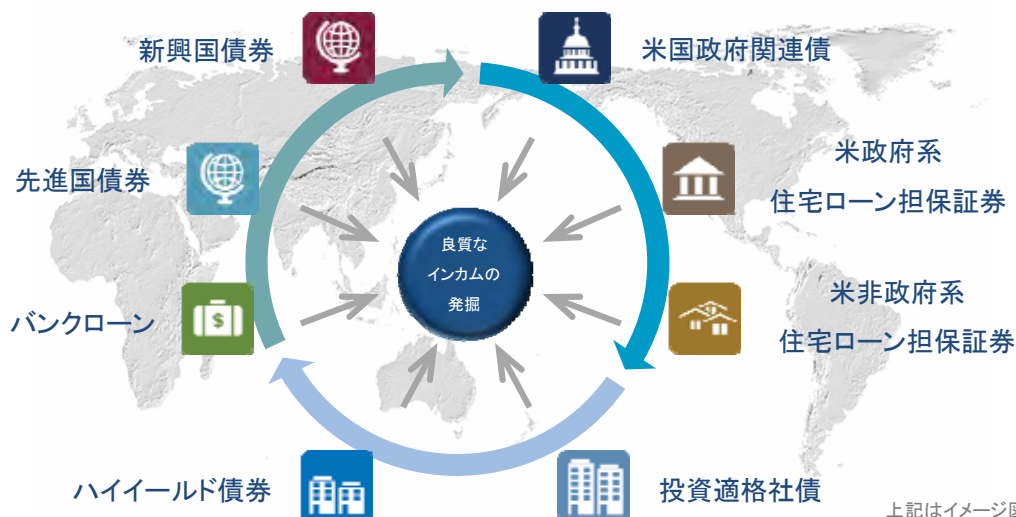 新興国債券
米国政府関連債
先進国債券
米政府系
住宅ローン担保証券
良質な
インカムの
発掘
バンクローン
$
米非政府系
住宅ローン担保証券
ハイイールド債券
投資適格社債
上記はイメージ図